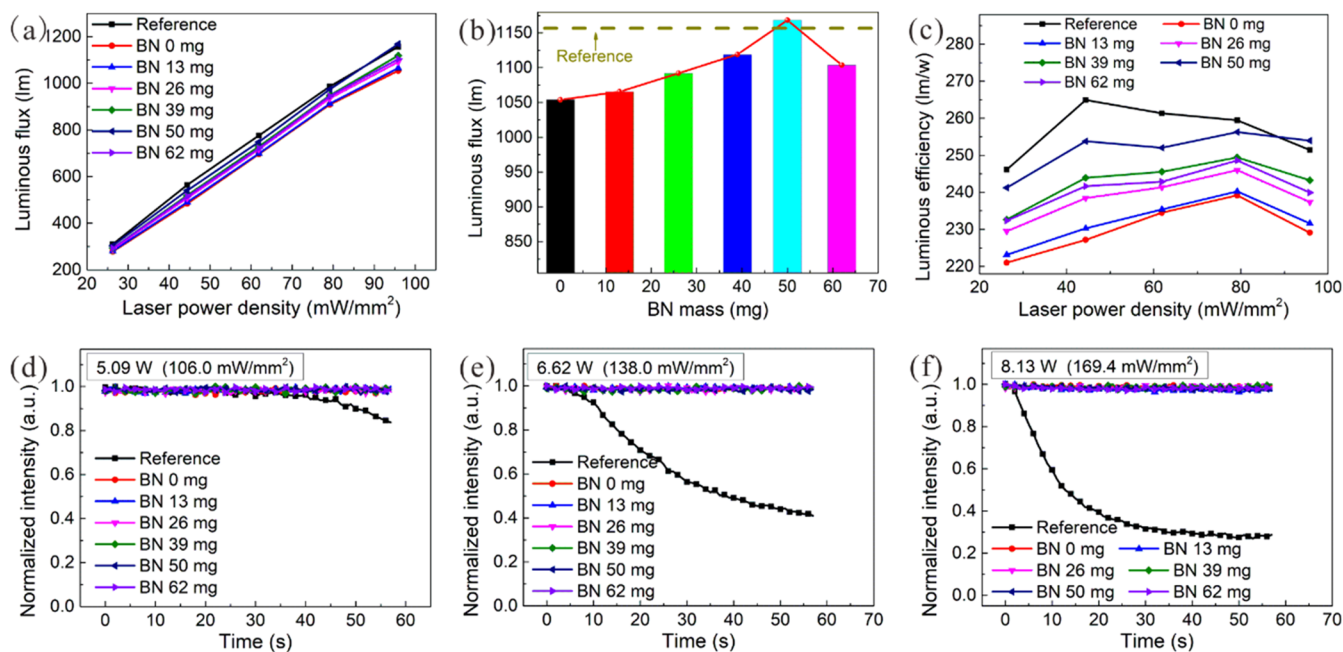 (a)
Reference
BN 0 mg
BN 13 mg
BN 26 mg
BN 39 mg
BN 50 mg
BN 62 mg
1200
1000
800
600
400
200
Luminous flux (lm)
20 30 40 50 60 70 80 90 100
Laser power density (mW/mm²)
(b)
Reference
1150
1100
1050
1000
950
900
850
Luminous flux (lm)
0 10 20 30 40 50 60 70
BN mass (mg)
(c)
Reference BN 0 mg
BN 13 mg BN 26 mg
BN 39 mg BN 50 mg
BN 62 mg
280
270
260
250
240
230
220
Luminous efficiency (lm/w)
20 40 60 80 100
Laser power density (mW/mm²)
(d)
5.09 W (106.0 mW/mm²)
1.0
0.8
0.6
0.4
0.2
0.0
Normalized intensity (a.u.)
Reference
BN 0 mg
BN 13 mg
BN 26 mg
BN 39 mg
BN 50 mg
BN 62 mg
0 10 20 30 40 50 60
Time (s)
(e)
6.62 W (138.0 mW/mm²)
1.0
0.8
0.6
0.4
0.2
0.0
Normalized intensity (a.u.)
Reference
BN 0 mg
BN 13 mg
BN 26 mg
BN 39 mg
BN 50 mg
BN 62 mg
0 10 20 30 40 50 60 70
Time (s)
(f)
8.13 W (169.4 mW/mm²)
1.0
0.8
0.6
0.4
0.2
0.0
Normalized intensity (a.u.)
Reference
BN 0 mg BN 13 mg
BN 26 mg BN 39 mg
BN 50 mg BN 62 mg
0 10 20 30 40 50 60 70
Time (s)